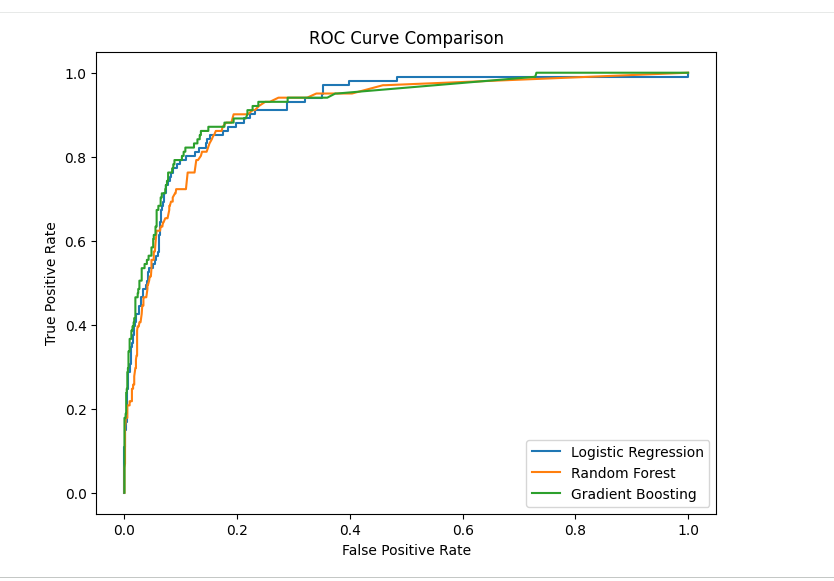 ROC Curve Comparison
1.0
0.8
0.6
0.4
0.2
0.0
True Positive Rate
0.0 0.2 0.4 0.6 0.8 1.0
False Positive Rate
Logistic Regression
Random Forest
Gradient Boosting